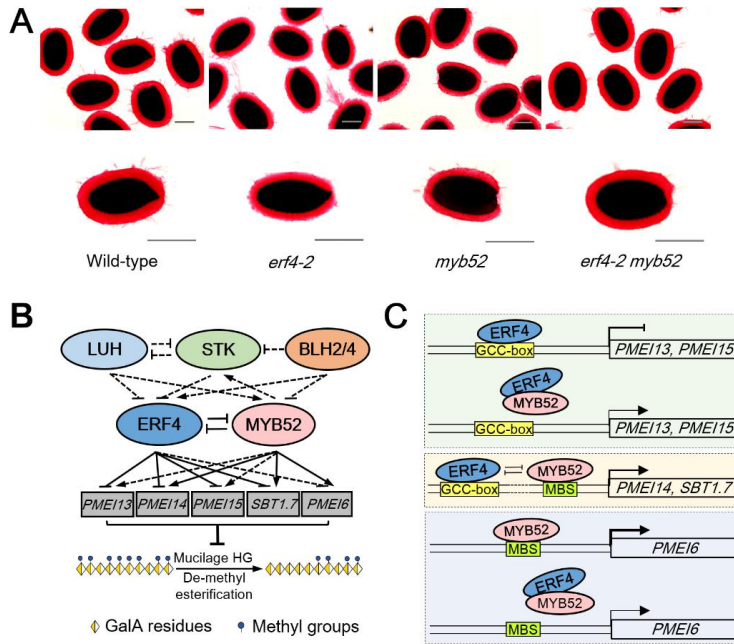 A
Wild-type
erf4-2
myb52
erf4-2 myb52
B
LUH
STK
BLH2/4
ERF4
MYB52
PMEI13
PMEI14
PMEI15
SBT1.7
PMEI6
Mucilage HG
De-methyl
esterification
GalA residues
Methyl groups
C
ERF4
GCC-box
PMEI13, PMEI15
ERF4
MYB52
GCC-box
PMEI13, PMEI15
ERF4
MYB52
GCC-box
MBS
PMEI14, SBT1.7
MYB52
MBS
PMEI6
ERF4
MYB52
MBS
PMEI6